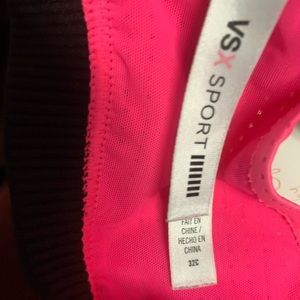 VSX SPORT
FAIT EN
CHINE /
HECHO EN
CHINA
32C